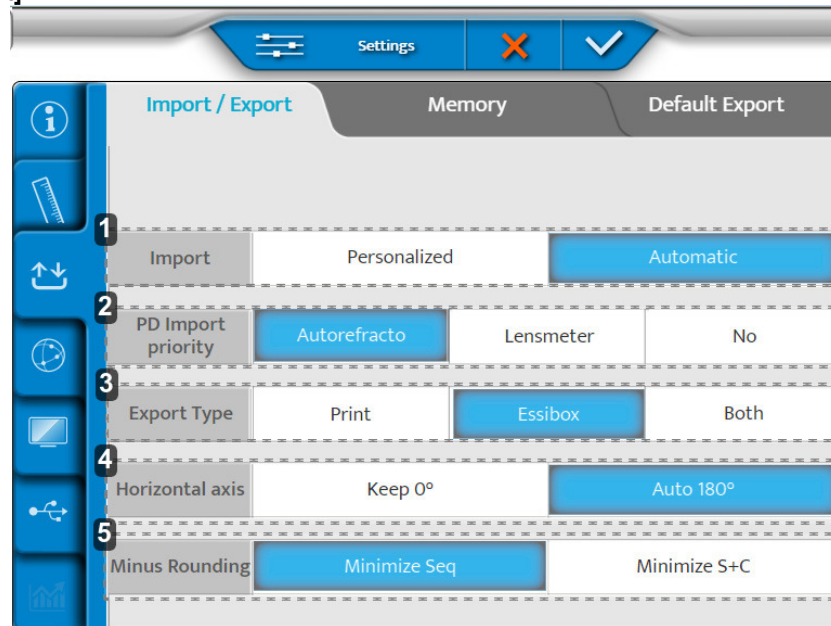 Settings
Import / Export Memory Default Export
1
Import Personalized Automatic
2
PD Import
priority Autorefracto Lensmeter No
3
Export Type Print Essibox Both
4
Horizontal axis Keep 0° Auto 180°
5
Minus Rounding Minimize Seq Minimize S+C